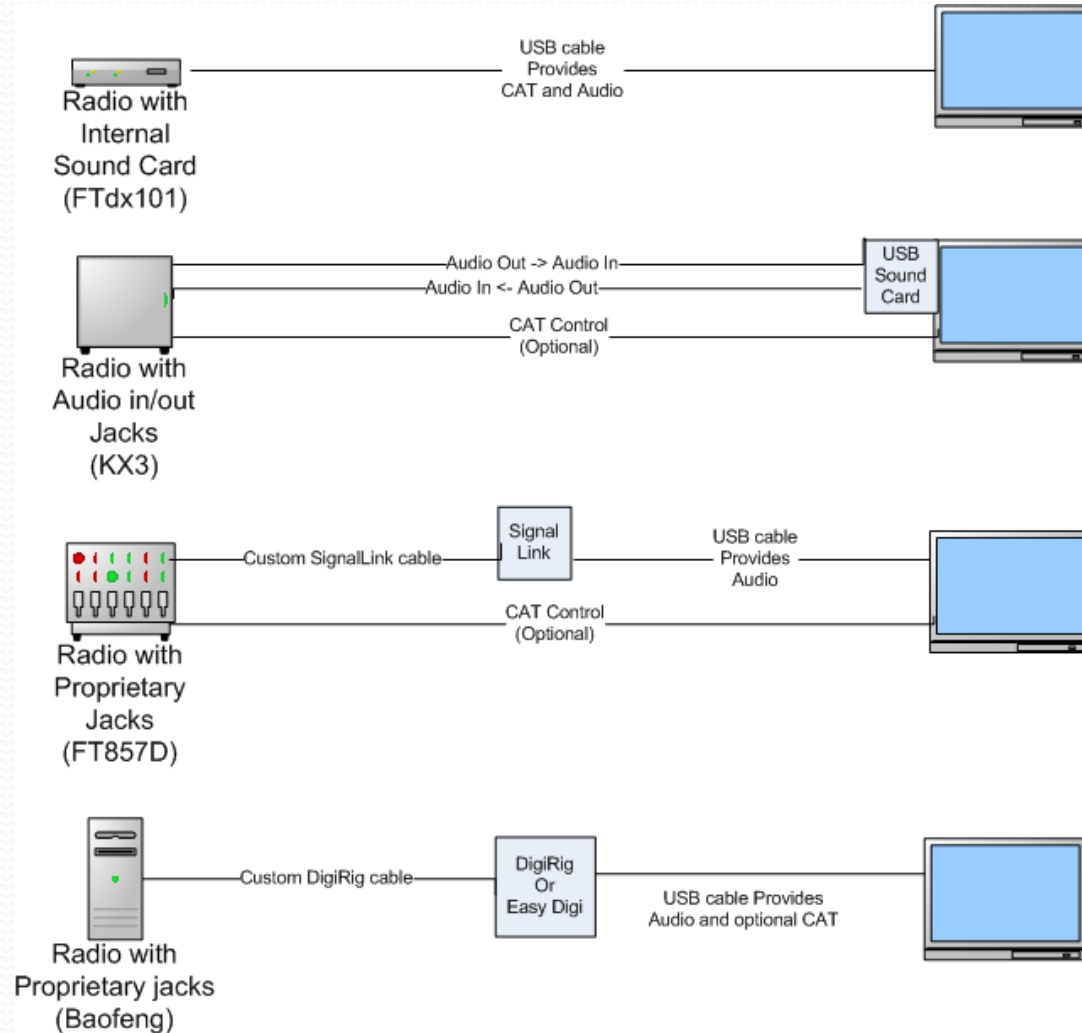 USB cable
Provides
CAT and Audio
Radio with
Internal
Sound Card
(FTdx101)
Audio Out -> Audio In
Audio In <- Audio Out
USB
Sound
Card
CAT Control
(Optional)
Radio with
Audio in/out
Jacks
(KX3)
Custom SignalLink cable
Signal
Link
USB cable
Provides
Audio
CAT Control
(Optional)
Radio with
Proprietary
Jacks
(FT857D)
Custom DigiRig cable
DigiRig
Or
Easy Digi
USB cable Provides
Audio and optional CAT
Radio with
Proprietary jacks
(Baofeng)